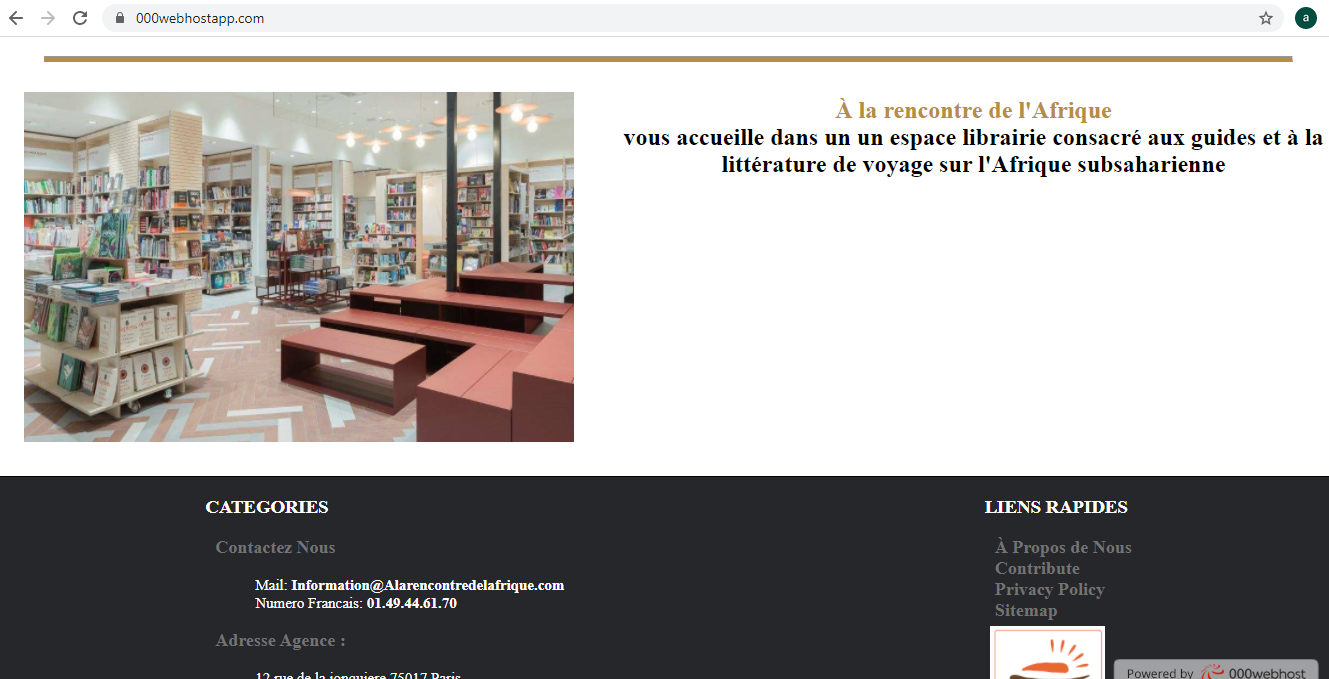 000webhostapp.com
a
À la rencontre de l'Afrique
vous accueille dans un un espace librairie consacré aux guides et à la
littérature de voyage sur l'Afrique subsaharienne
CATEGORIES
Contactez Nous
Mail: Information@Alarencontredelafrique.com
Numero Francais: 01.49.44.61.70
Adresse Agence :
12 rue de la jonquiere 75017 Paris
LIENS RAPIDES
À Propos de Nous
Contribute
Privacy Policy
Sitemap
Powered by 000webhost